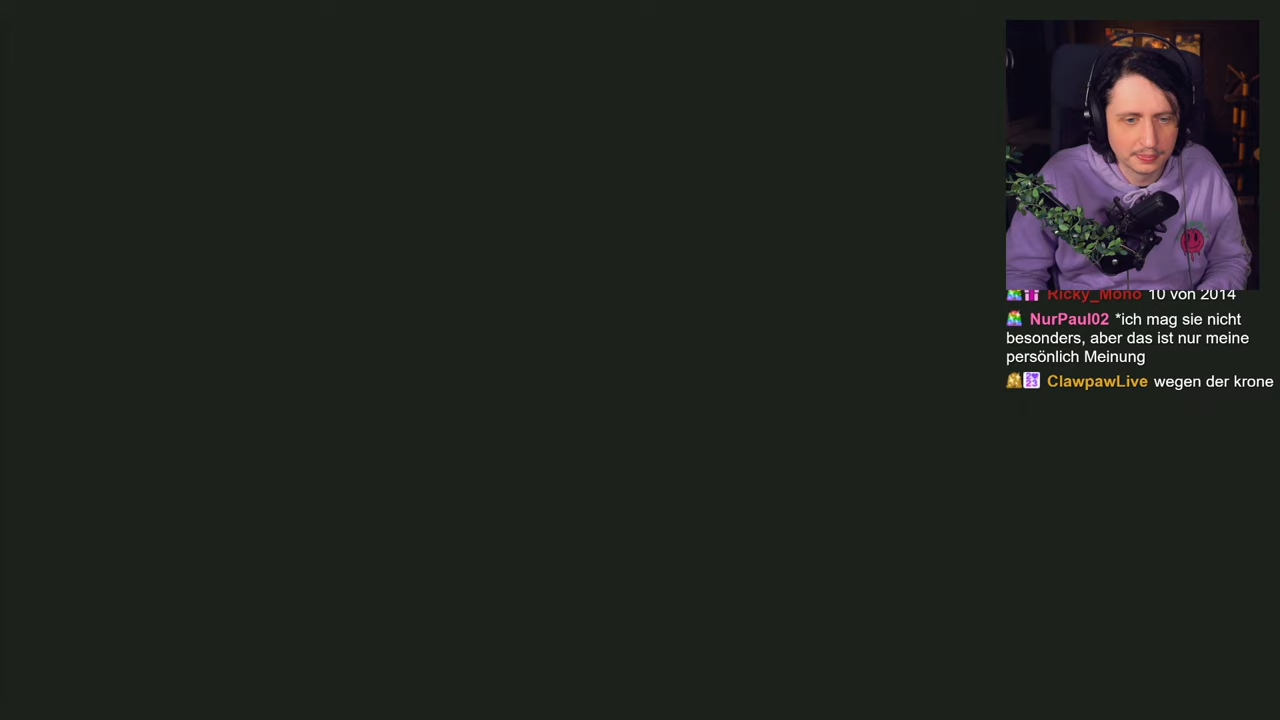 Ricky_Mono 10 von 2014
NurPaul02 *ich mag sie nicht
besonders, aber das ist nur meine
persönlich Meinung
ClawpawLive wegen der krone